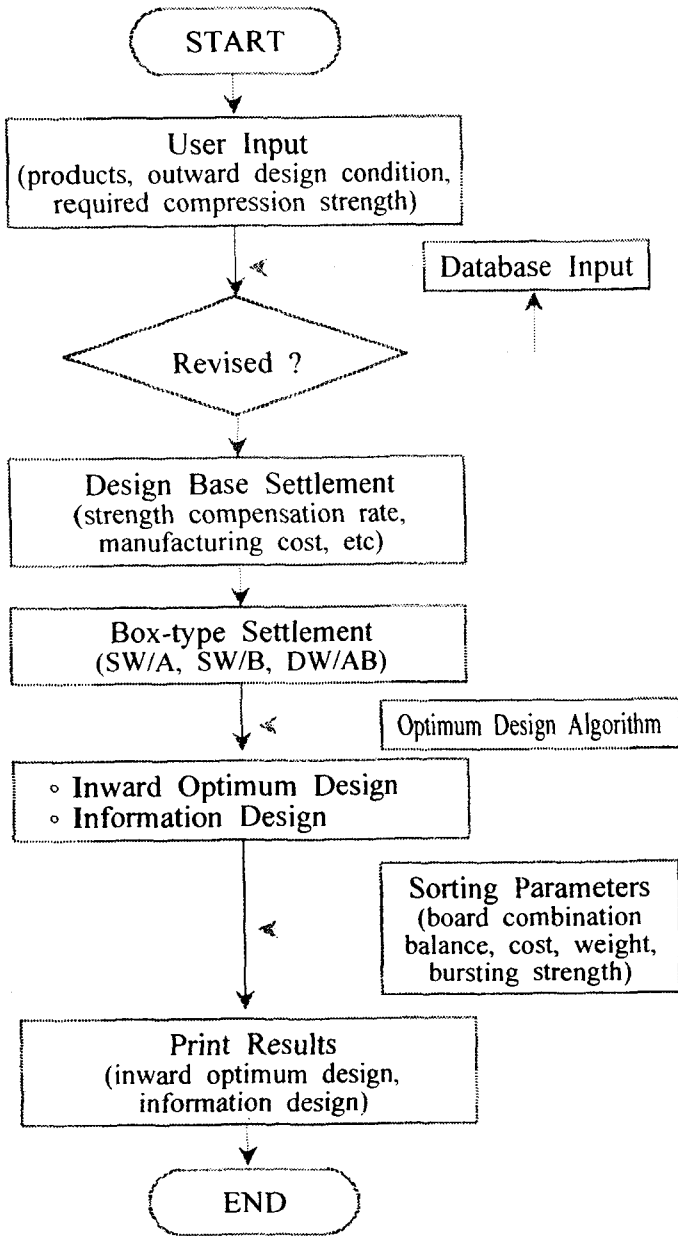 START
User Input
(products, outward design condition,
required compression strength)
Database Input
Revised ?
Design Base Settlement
(strength compensation rate,
manufacturing cost, etc)
Box-type Settlement
(SW/A, SW/B, DW/AB)
Optimum Design Algorithm
◦ Inward Optimum Design
◦ Information Design
Sorting Parameters
(board combination
balance, cost, weight,
bursting strength)
Print Results
(inward optimum design,
information design)
END